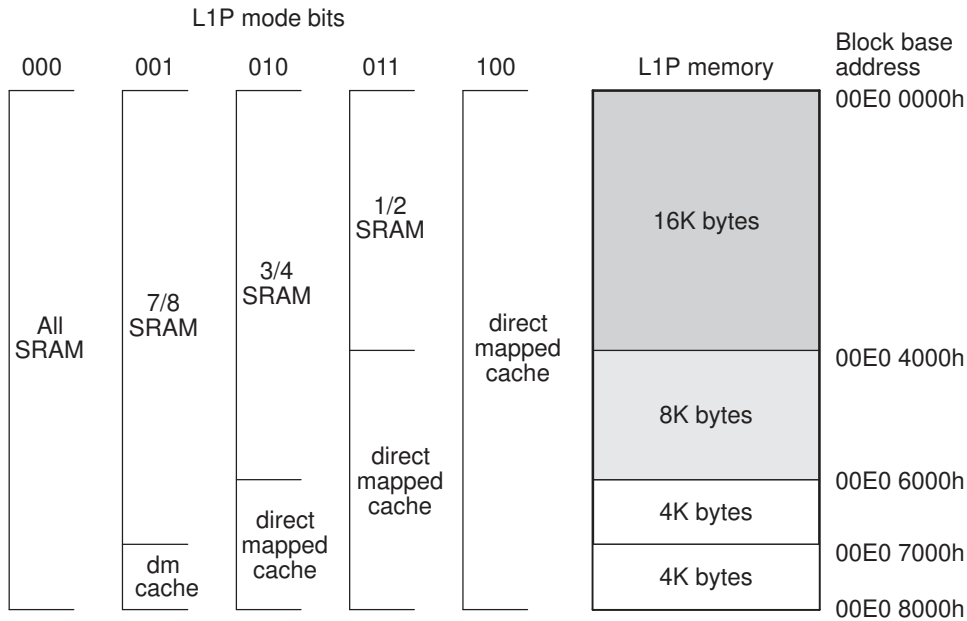 L1P mode bits
000 001 010 011 100 L1P memory Block base
address
00E0 0000h
1/2
SRAM
16K bytes
3/4
SRAM
7/8
SRAM
All
SRAM
direct
mapped
cache
00E0 4000h
8K bytes
direct
mapped
cache
00E0 6000h
direct
mapped
cache
4K bytes
00E0 7000h
dm
cache
4K bytes
00E0 8000h